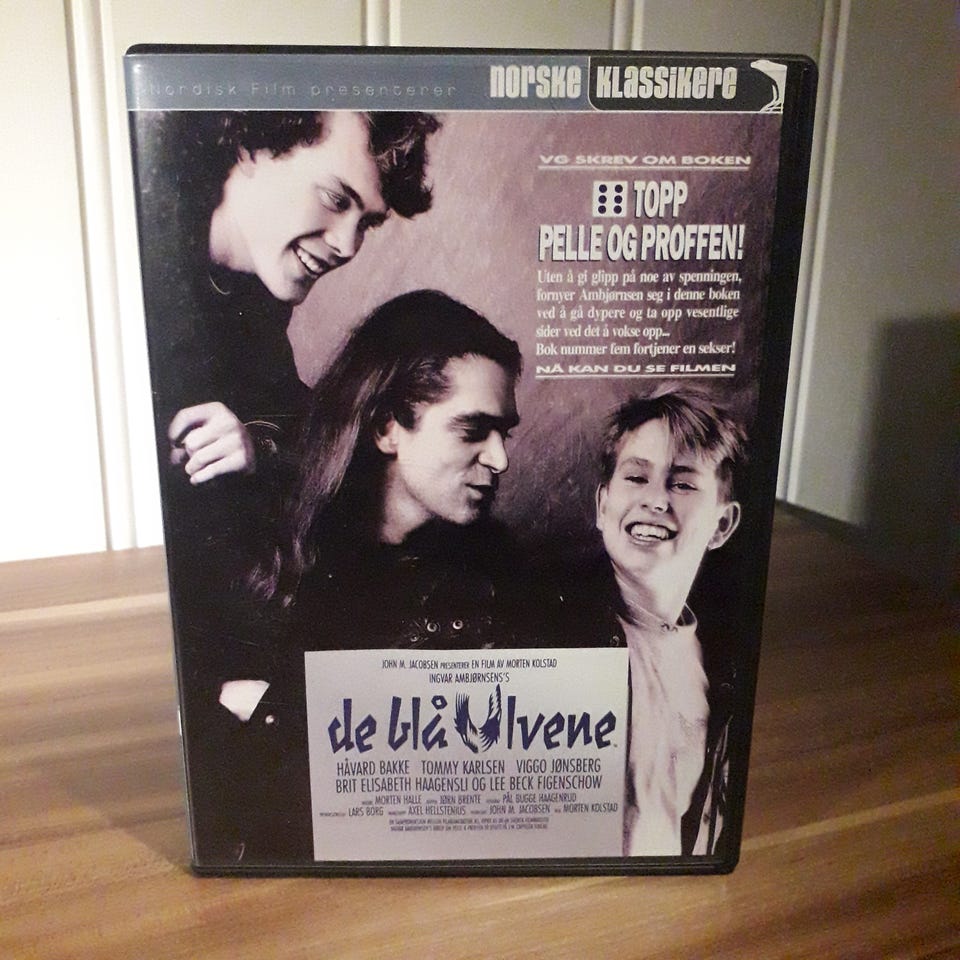 Nordisk Film presenterer
norske klassikere
VG SKREV OM BOKEN
TOPP
PELLE OG PROFFEN!
Uten å gi glipp på noe av spenningen,
fornyer Ambjørnsen seg i denne boken
ved å gå dypere og ta opp vesentlige
sider ved det å vokse opp...
Bok nummer fem fortjener en sekser!
NÅ KAN DU SE FILMEN
JOHN M. JACOBSEN PRESENTERER EN FILM AV MORTEN KOLSTAD
INGVAR AMBJØRNSENS'S
de blå Ulvene
HÅVARD BAKKE TOMMY KARLSEN VIGGO JØNSBERG
BRIT ELISABETH HAAGENSLI OG LEE BECK FIGENSCHOW
MORTEN HALLE JØRN BRENTE PÅL BUGGE HAAGENRUD
LARS BORG AXEL HELLSTENIUS JOHN M. JACOBSEN MORTEN KOLSTAD